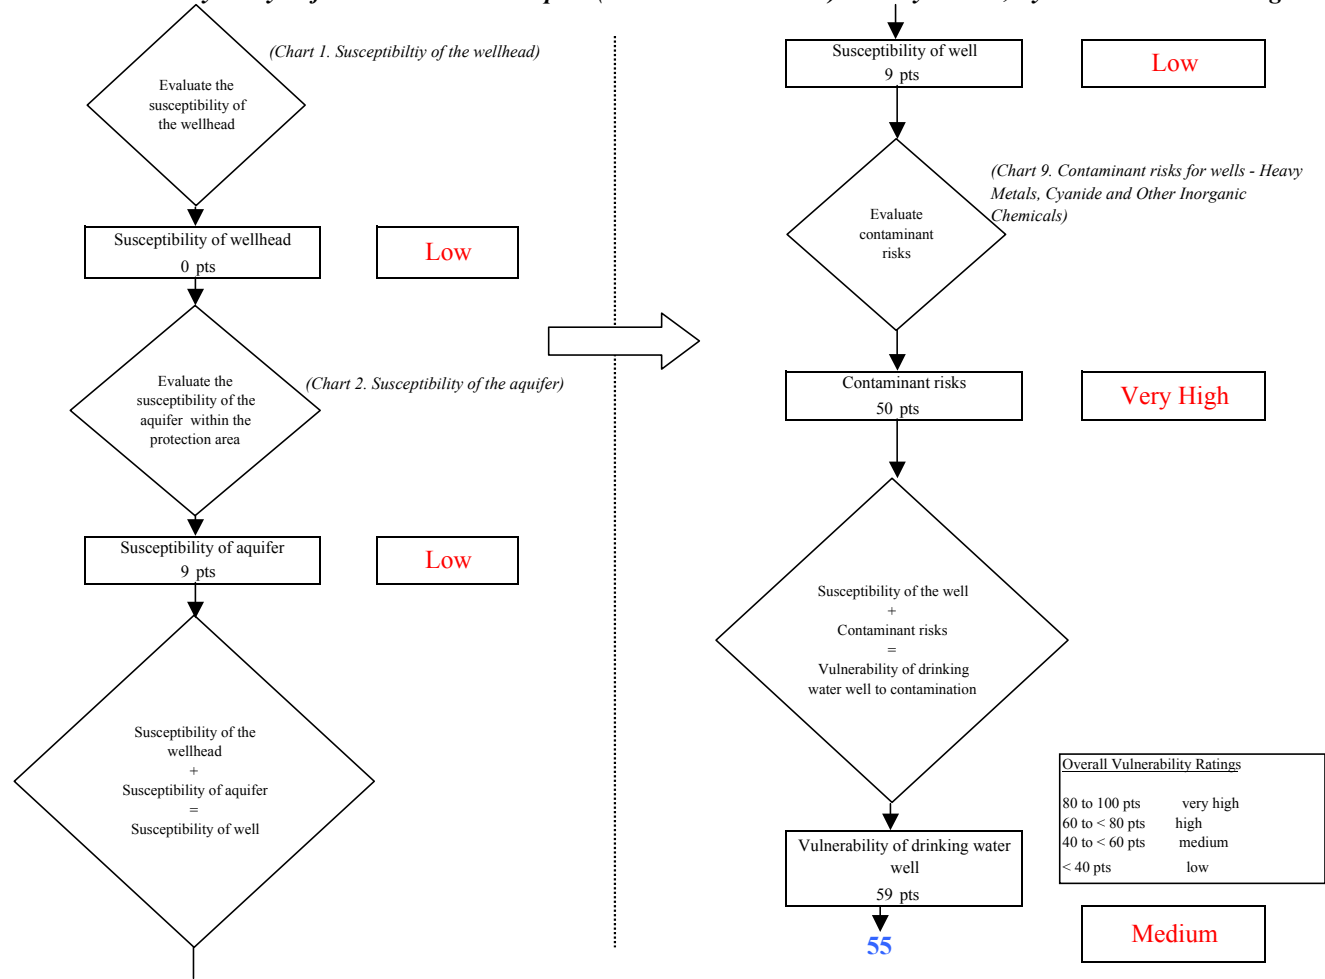 (Chart 1. Susceptibiltiy of the wellhead)
Evaluate the
susceptibility of
the wellhead
Susceptibility of wellhead
0 pts
Low
Evaluate the
susceptibility of the
aquifer within the
protection area
(Chart 2. Susceptibility of the aquifer)
Susceptibility of aquifer
9 pts
Low
Susceptibility of the
wellhead
+
Susceptibility of aquifer
=
Susceptibility of well
Susceptibility of well
9 pts
Low
(Chart 9. Contaminant risks for wells - Heavy
Metals, Cyanide and Other Inorganic
Chemicals)
Evaluate
contaminant
risks
Contaminant risks
50 pts
Very High
Susceptibility of the well
+
Contaminant risks
=
Vulnerability of drinking
water well to contamination
Overall Vulnerability Ratings
80 to 100 pts very high
60 to < 80 pts high
40 to < 60 pts medium
< 40 pts low
Vulnerability of drinking water
well
59 pts
55
Medium